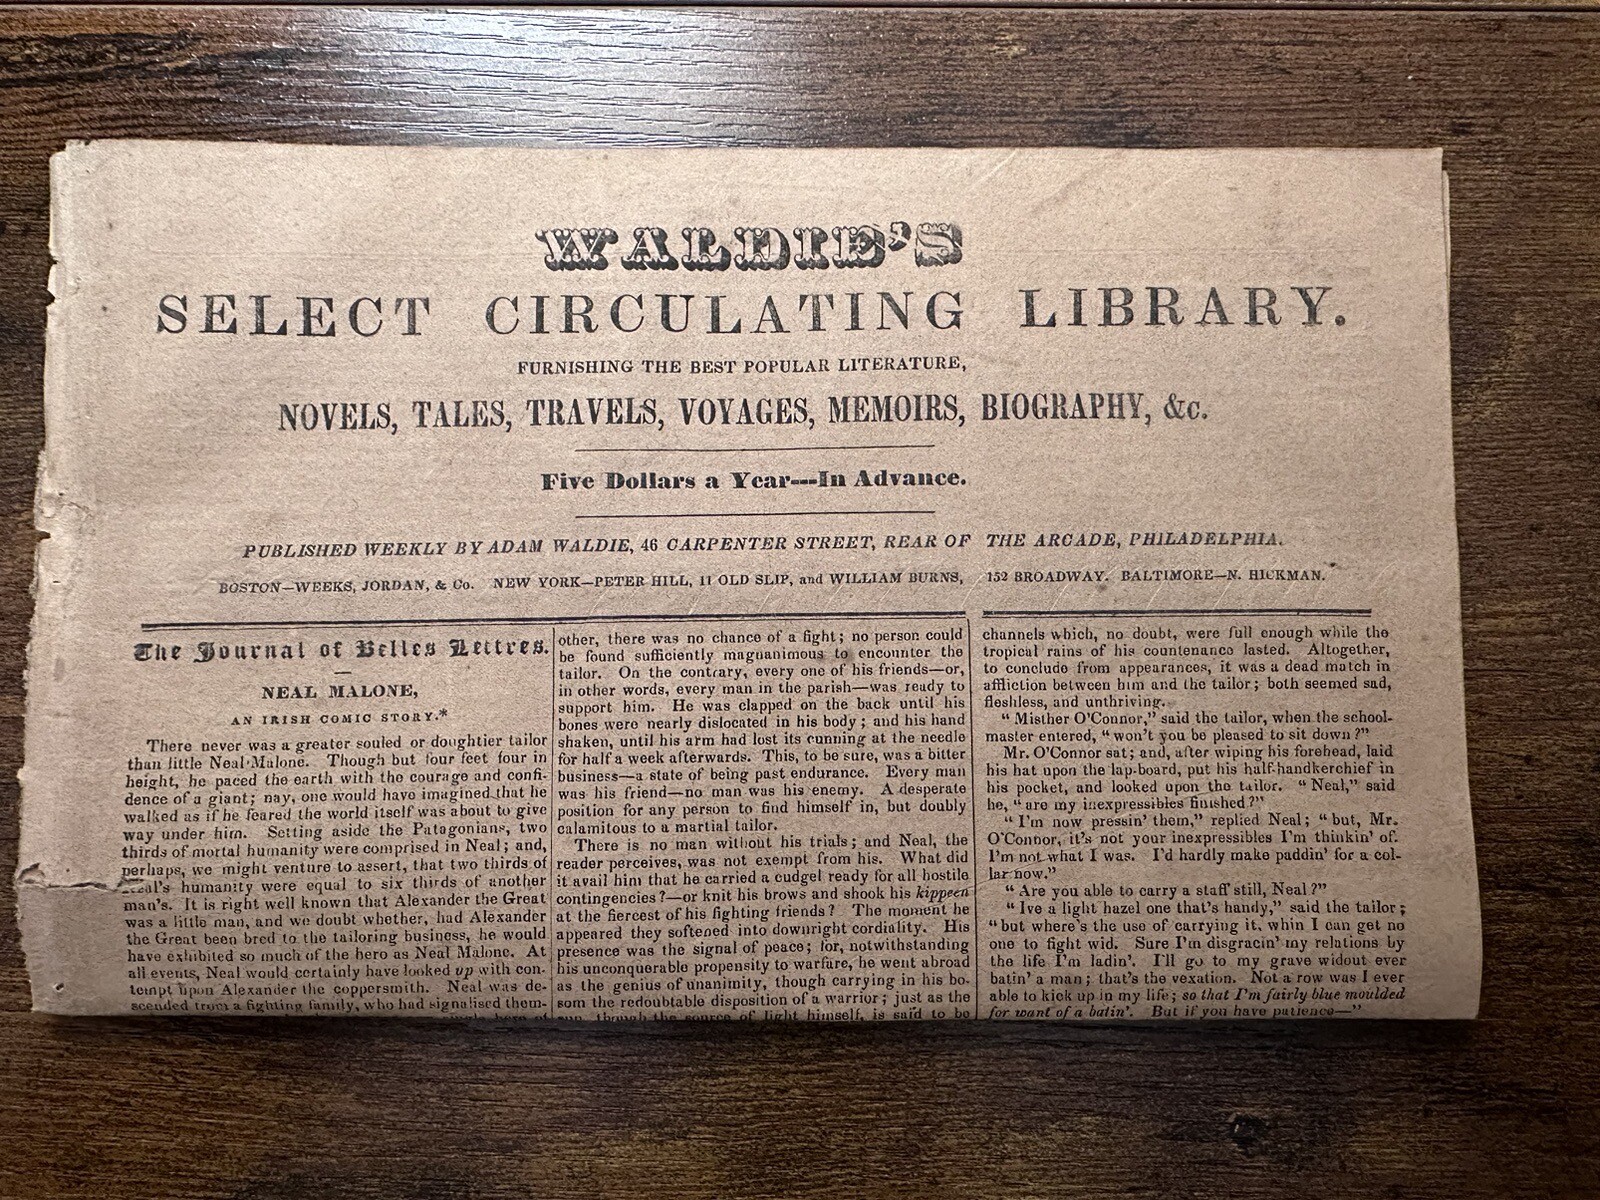 WALDIE'S
SELECT CIRCULATING LIBRARY.
FURNISHING THE BEST POPULAR LITERATURE,
NOVELS, TALES, TRAVELS, VOYAGES, MEMOIRS, BIOGRAPHY, &c.
Five Dollars a Year—In Advance.
PUBLISHED WEEKLY BY ADAM WALDIE, 46 CARPENTER STREET, REAR OF THE ARCADE, PHILADELPHIA.
BOSTON—WEEKS, JORDAN, & Co. NEW YORK—PETER HILL, 11 OLD SLIP, and WILLIAM BURNS, 152 BROADWAY. BALTIMORE—N. HICKMAN.
The Journal of Belles Lettres.
NEAL MALONE,
AN IRISH COMIC STORY.*
There never was a greater souled or doughtier tailor
than little Neal Malone. Though but four feet four in
height, he paced the earth with the courage and confi-
dence of a giant; nay, one would have imagined that he
walked as if he feared the world itself was about to give
way under him. Setting aside the Patagonians, two
thirds of mortal humanity were comprised in Neal; and,
perhaps, we might venture to assert, that two thirds of
Neal's humanity were equal to six thirds of another
man's. It is right well known that Alexander the Great
was a little man, and we doubt whether, had Alexander
the Great been bred to the tailoring business, he would
have exhibited so much of the hero as Neal Malone. At
all events, Neal would certainly have looked up with con-
tempt upon Alexander the coppersmith. Neal was de-
scended from a fighting family, who had signalised them-
other, there was no chance of a fight; no person could
be found sufficiently magnanimous to encounter the
tailor. On the contrary, every one of his friends—or,
in other words, every man in the parish—was ready to
support him. He was clapped on the back until his
bones were nearly dislocated in his body; and his hand
shaken, until his arm had lost its cunning at the needle
for half a week afterwards. This, to be sure, was a bitter
business—a state of being past endurance. Every man
was his friend—no man was his enemy. A desperate
position for any person to find himself in, but doubly
calamitous to a martial tailor.
There is no man without his trials; and Neal, the
reader perceives, was not exempt from his. What did
it avail him that he carried a cudgel ready for all hostile
contingencies?—or knit his brows and shook his kippeen
at the fiercest of his fighting friends? The moment he
appeared they softened into downright cordiality. His
presence was the signal of peace; for, notwithstanding
his unconquerable propensity to warfare, he went abroad
as the genius of unanimity, though carrying in his bo-
som the redoubtable disposition of a warrior; just as the
sun, though the source of light himself, is said to be
channels which, no doubt, were full enough while the
tropical rains of his countenance lasted. Altogether,
to conclude from appearances, it was a dead match in
affliction between him and the tailor; both seemed sad,
fleshless, and unthriving.
"Misther O'Connor," said the tailor, when the school-
master entered, "won't you be pleased to sit down?"
Mr. O'Connor sat; and, after wiping his forehead, laid
his hat upon the lap-board, put his half-handkerchief in
his pocket, and looked upon the tailor. "Neal," said
he, "are my inexpressibles finished?"
"I'm now pressin' them," replied Neal; "but, Mr.
O'Connor, it's not your inexpressibles I'm thinkin' of.
I'm not what I was. I'd hardly make paddin' for a col-
lar now."
"Are you able to carry a staff still, Neal?"
"Ive a light hazel one that's handy," said the tailor;
"but where's the use of carrying it, whin I can get no
one to fight wid. Sure I'm disgracin' my relations by
the life I'm ladin'. I'll go to my grave widout ever
batin' a man; that's the vexation. Not a row was I ever
able to kick up in my life; so that I'm fairly blue moulded
for want of a batin'. But if you have patience—"